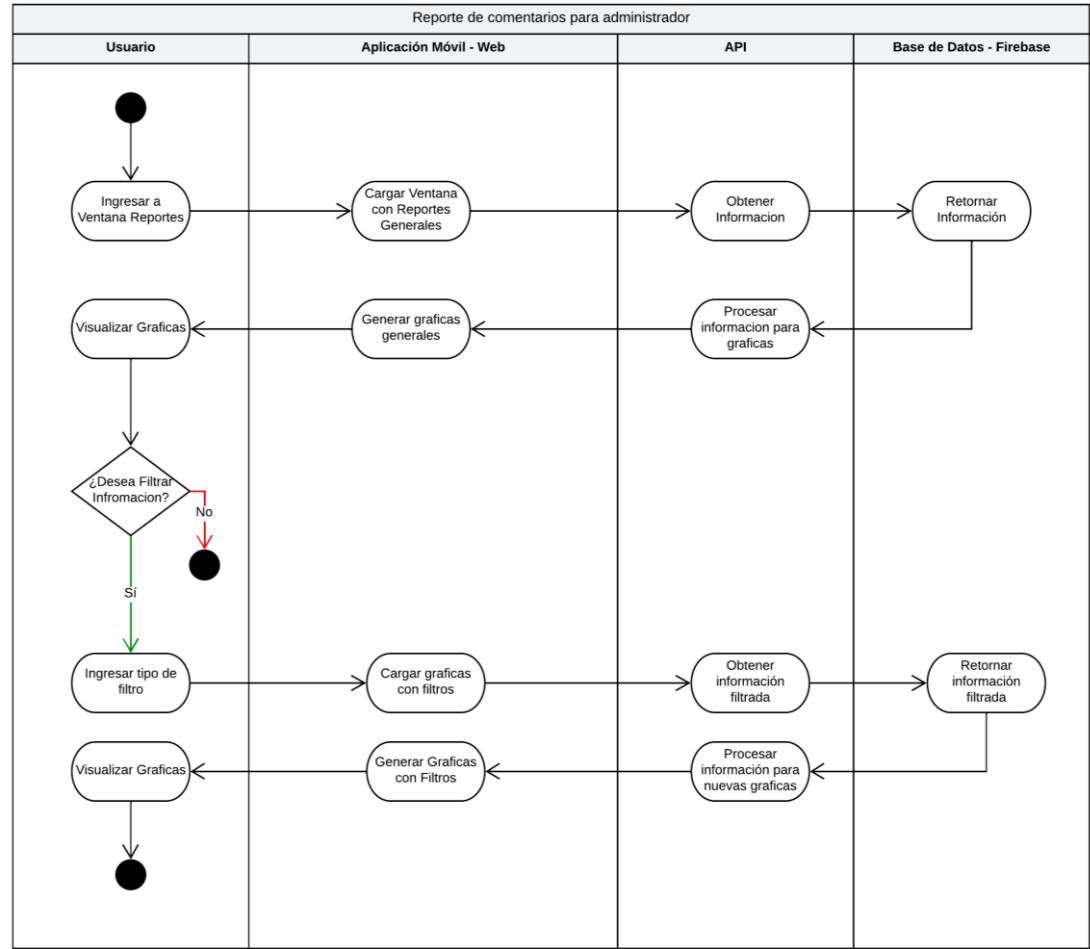 Reporte de comentarios para administrador
Usuario
Aplicación Móvil - Web
API
Base de Datos - Firebase
Ingresar a
Ventana Reportes
Cargar Ventana
con Reportes
Generales
Obtener
Informacion
Retornar
Información
Visualizar Graficas
Generar graficas
generales
Procesar
informacion para
graficas
¿Desea Filtrar
Infromacion?
No
Sí
Ingresar tipo de
filtro
Cargar graficas
con filtros
Obtener
información
filtrada
Retornar
información
filtrada
Visualizar Graficas
Generar Graficas
con Filtros
Procesar
información para
nuevas graficas